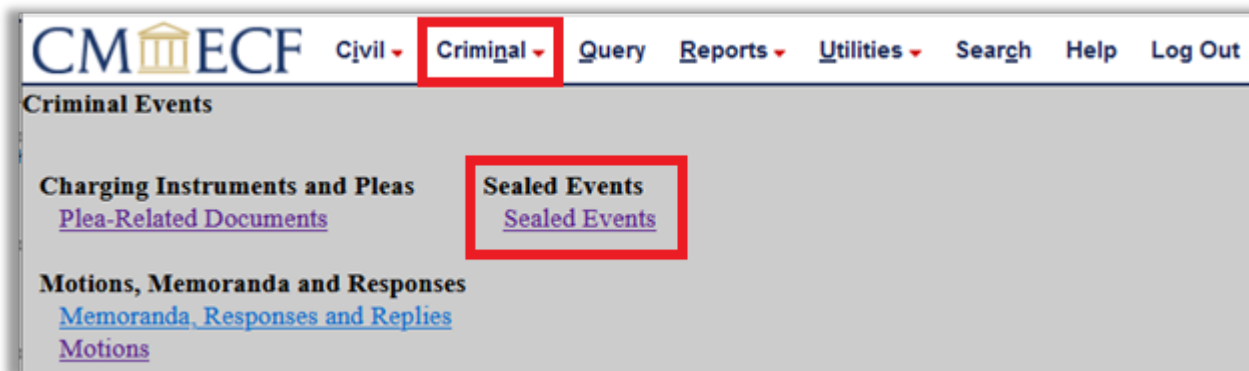 CM ECF Civil Criminal Query Reports Utilities Search Help Log Out
Criminal Events
Charging Instruments and Pleas Sealed Events
Plea-Related Documents Sealed Events
Motions, Memoranda and Responses
Memoranda, Responses and Replies
Motions